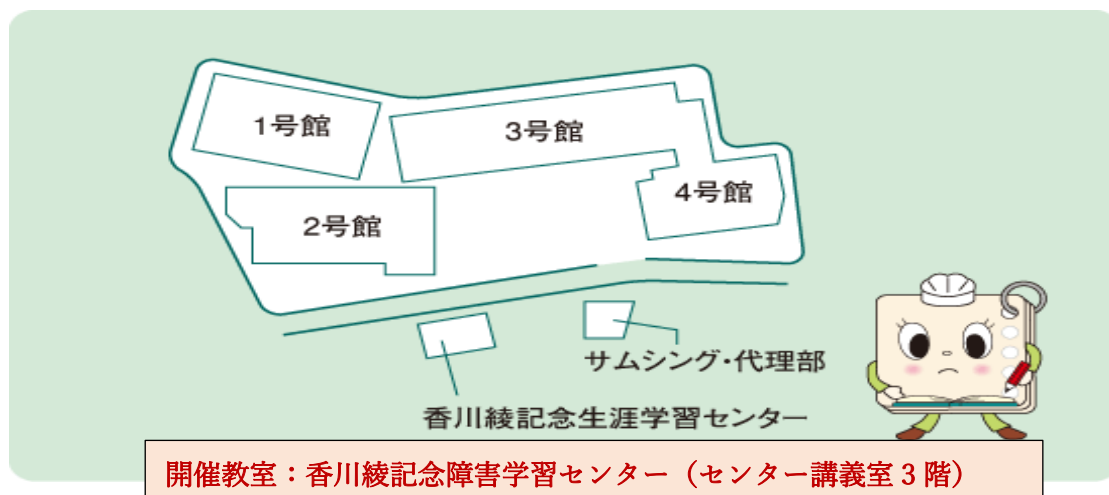 1号館
3号館
4号館
2号館
サムシング・代理部
香川綾記念生涯学習センター
開催教室：香川綾記念障害学習センター（センター講義室3階）